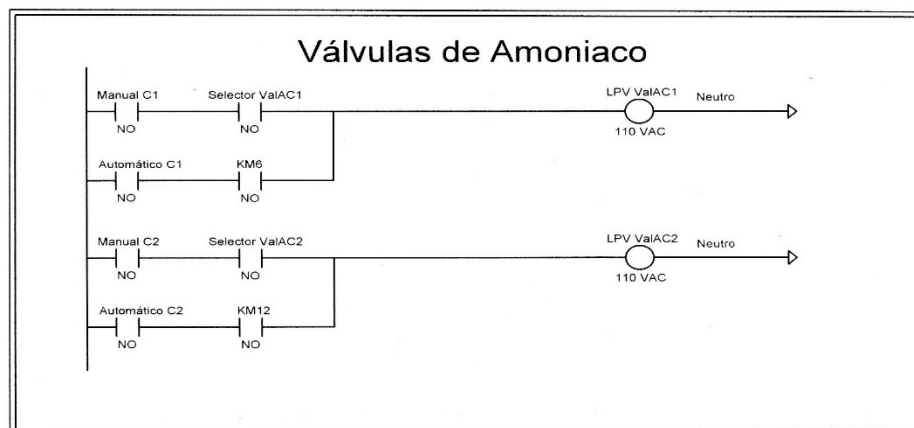 Válvulas de Amoniaco
Manual C1 Selector ValAC1 LPV ValAC1 Neutro
NO NO 110 VAC
Automático C1 KM6
NO NO
Manual C2 Selector ValAC2 LPV ValAC2 Neutro
NO NO 110 VAC
Automático C2 KM12
NO NO